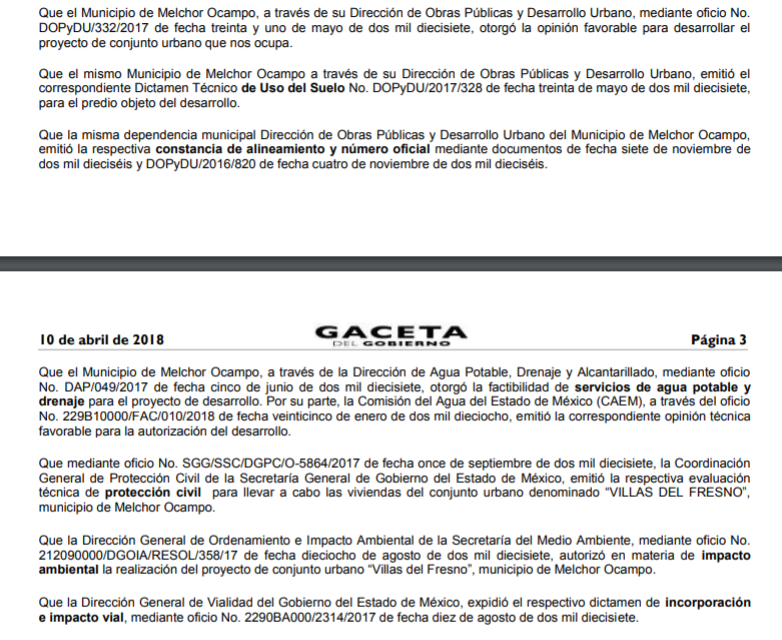 Que el Municipio de Melchor Ocampo, a través de su Dirección de Obras Públicas y Desarrollo Urbano, mediante oficio No.
DOPyDU/332/2017 de fecha treinta y uno de mayo de dos mil diecisiete, otorgó la opinión favorable para desarrollar el
proyecto de conjunto urbano que nos ocupa.
Que el mismo Municipio de Melchor Ocampo a través de su Dirección de Obras Públicas y Desarrollo Urbano, emitió el
correspondiente Dictamen Técnico de Uso del Suelo No. DOPyDU/2017/328 de fecha treinta de mayo de dos mil diecisiete,
para el predio objeto del desarrollo.
Que la misma dependencia municipal Dirección de Obras Públicas y Desarrollo Urbano del Municipio de Melchor Ocampo,
emitió la respectiva constancia de alineamiento y número oficial mediante documentos de fecha siete de noviembre de
dos mil dieciséis y DOPyDU/2016/820 de fecha cuatro de noviembre de dos mil dieciséis.
10 de abril de 2018
GACETA
DEL GOBIERNO
Página 3
Que el Municipio de Melchor Ocampo, a través de la Dirección de Agua Potable, Drenaje y Alcantarillado, mediante oficio
No. DAP/049/2017 de fecha cinco de junio de dos mil diecisiete, otorgó la factibilidad de servicios de agua potable y
drenaje para el proyecto de desarrollo. Por su parte, la Comisión del Agua del Estado de México (CAEM), a través del oficio
No. 229B10000/FAC/010/2018 de fecha veinticinco de enero de dos mil dieciocho, emitió la correspondiente opinión técnica
favorable para la autorización del desarrollo.
Que mediante oficio No. SGG/SSC/DGPC/O-5864/2017 de fecha once de septiembre de dos mil diecisiete, la Coordinación
General de Protección Civil de la Secretaría General de Gobierno del Estado de México, emitió la respectiva evaluación
técnica de protección civil para llevar a cabo las viviendas del conjunto urbano denominado “VILLAS DEL FRESNO”,
municipio de Melchor Ocampo.
Que la Dirección General de Ordenamiento e Impacto Ambiental de la Secretaría del Medio Ambiente, mediante oficio No.
212090000/DGOIA/RESOL/358/17 de fecha dieciocho de agosto de dos mil diecisiete, autorizó en materia de impacto
ambiental la realización del proyecto de conjunto urbano “Villas del Fresno”, municipio de Melchor Ocampo.
Que la Dirección General de Vialidad del Gobierno del Estado de México, expidió el respectivo dictamen de incorporación
e impacto vial, mediante oficio No. 2290BA000/2314/2017 de fecha diez de agosto de dos mil diecisiete.